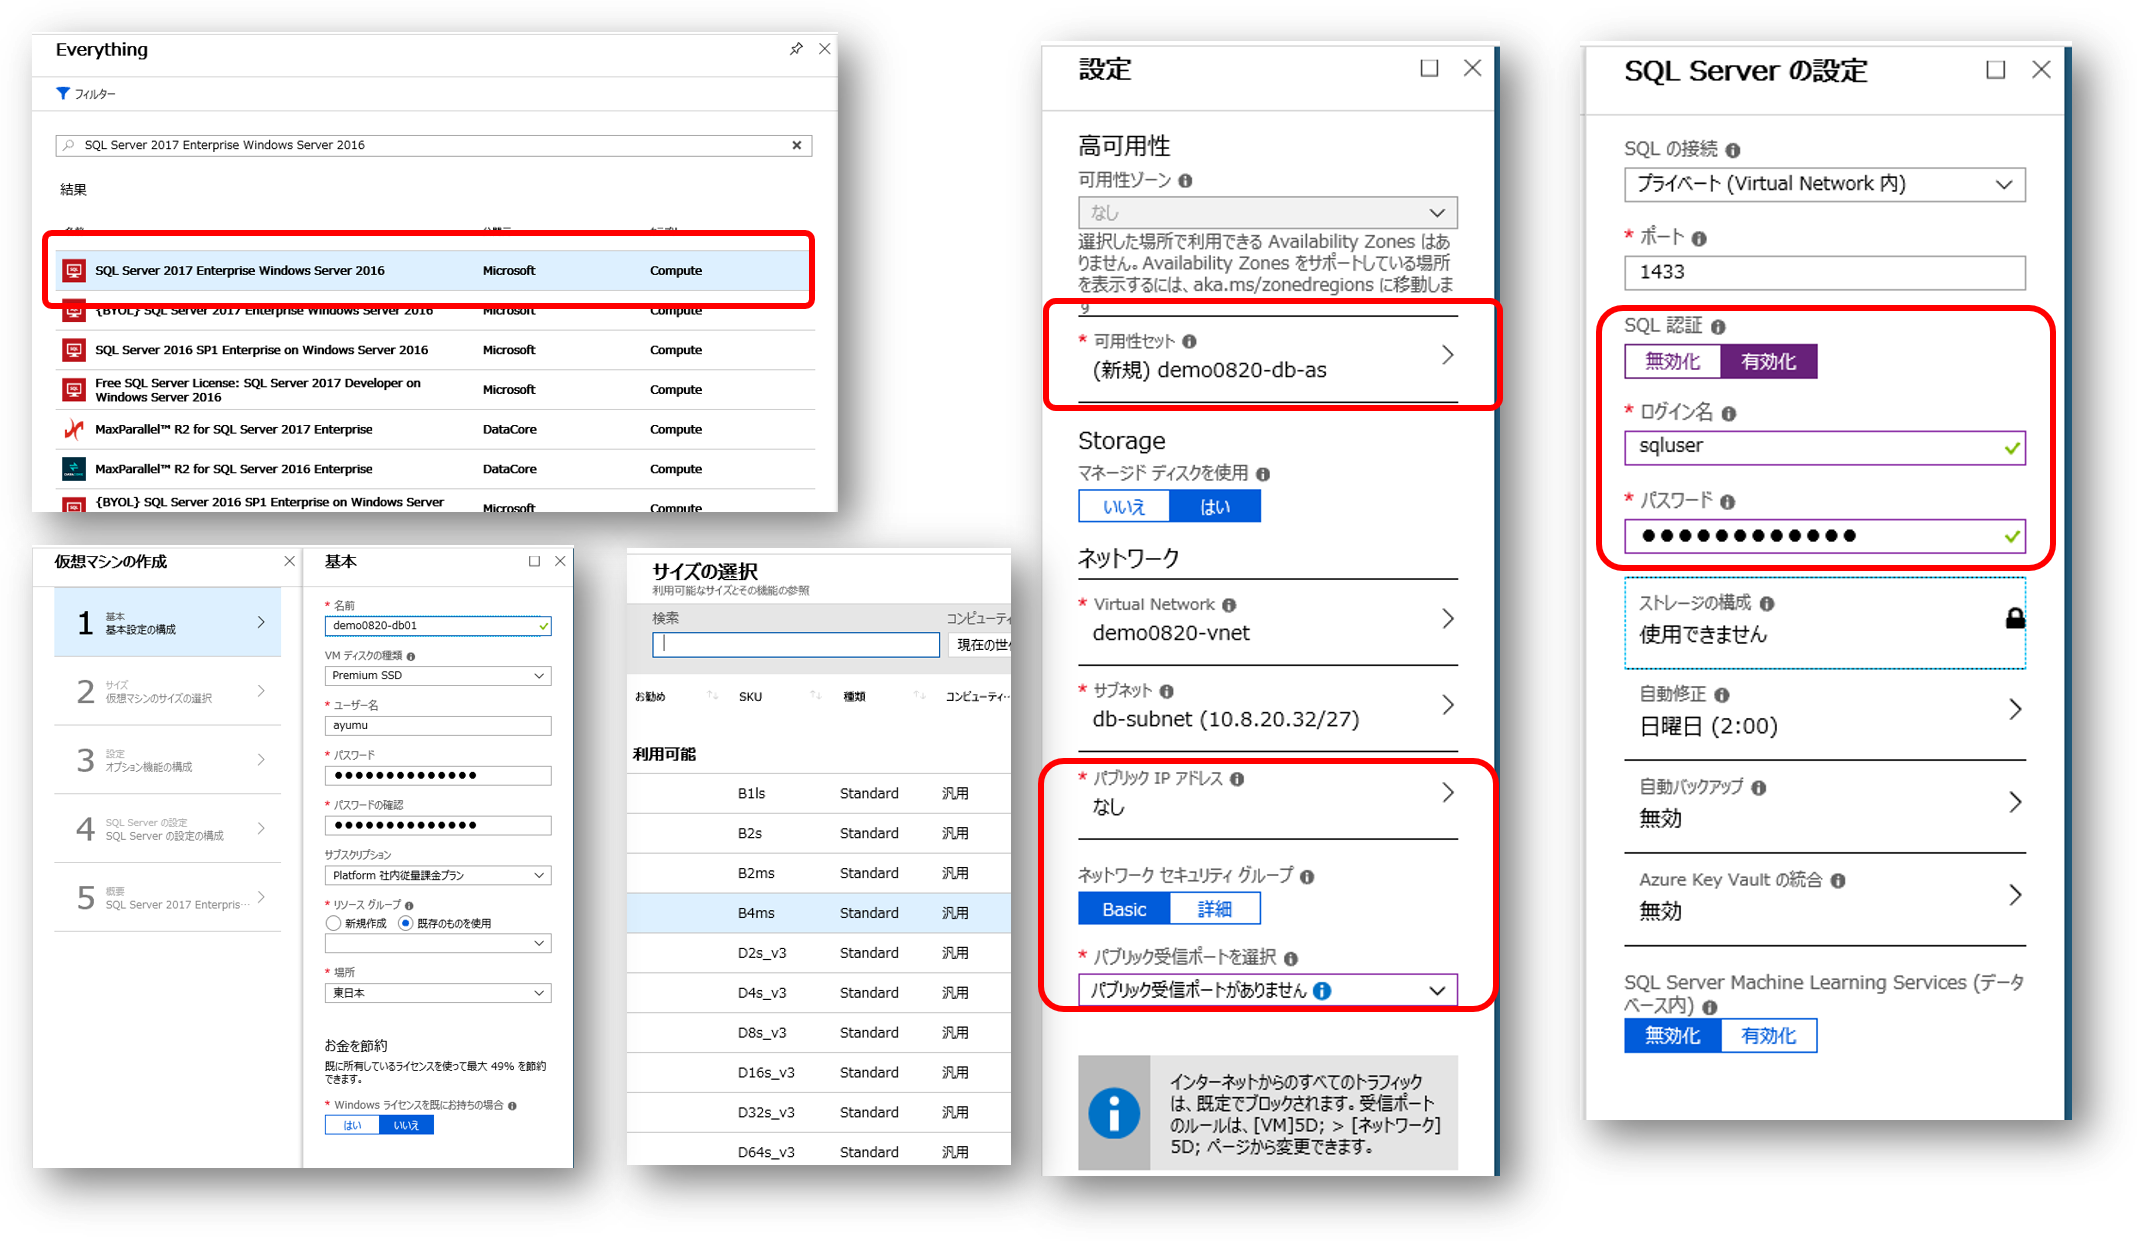 Everything
フィルター
SQL Server 2017 Enterprise Windows Server 2016
結果
SQL Server 2017 Enterprise Windows Server 2016 Microsoft Compute
{BYOL} SQL Server 2017 Enterprise Windows Server 2016 Microsoft Compute
SQL Server 2016 SP1 Enterprise on Windows Server 2016 Microsoft Compute
Free SQL Server License: SQL Server 2017 Developer on
Windows Server 2016 Microsoft Compute
MaxParallel™ R2 for SQL Server 2017 Enterprise DataCore Compute
MaxParallel™ R2 for SQL Server 2016 Enterprise DataCore Compute
{BYOL} SQL Server 2016 SP1 Enterprise on Windows Server Microsoft Compute
仮想マシンの作成
1 基本
基本設定の構成
2 サイズ
仮想マシンのサイズの選択
3 設定
オプション機能の構成
4 SQL Server の設定
SQL Server の設定の構成
5 概要
SQL Server 2017 Enterpris…
基本
* 名前
demo0820-db01
VM ディスクの種類
Premium SSD
* ユーザー名
ayumu
* パスワード
●●●●●●●●●●●●●●
* パスワードの確認
●●●●●●●●●●●●●●
サブスクリプション
Platform 社内従量課金プラン
* リソース グループ
新規作成 既存のものを使用
* 場所
東日本
お金を節約
既に所有しているライセンスを使って最大 49% を節約
できます。
* Windows ライセンスを既にお持ちの場合
はい いいえ
サイズの選択
利用可能なサイズとその機能の参照
検索 コンピューティ
現在の世
お勧め SKU 種類 コンピューティ…
利用可能
B1ls Standard 汎用
B2s Standard 汎用
B2ms Standard 汎用
B4ms Standard 汎用
D2s_v3 Standard 汎用
D4s_v3 Standard 汎用
D8s_v3 Standard 汎用
D16s_v3 Standard 汎用
D32s_v3 Standard 汎用
D64s_v3 Standard 汎用
設定
高可用性
可用性ゾーン
なし
選択した場所で利用できる Availability Zones はあ
りません。Availability Zones をサポートしている場所
を表示するには、aka.ms/zonedregions に移動しま
す
* 可用性セット
(新規) demo0820-db-as
Storage
マネージド ディスクを使用
いいえ はい
ネットワーク
* Virtual Network
demo0820-vnet
* サブネット
db-subnet (10.8.20.32/27)
* パブリック IP アドレス
なし
ネットワーク セキュリティ グループ
Basic 詳細
* パブリック受信ポートを選択
パブリック受信ポートがありません
インターネットからのすべてのトラフィック
は、既定でブロックされます。受信ポート
のルールは、[VM]5D; > [ネットワーク]
5D; ページから変更できます。
SQL Server の設定
SQL の接続
プライベート (Virtual Network 内)
* ポート
1433
SQL 認証
無効化 有効化
* ログイン名
sqluser
* パスワード
●●●●●●●●●●●●
ストレージの構成
使用できません
自動修正
日曜日 (2:00)
自動バックアップ
無効
Azure Key Vault の統合
無効
SQL Server Machine Learning Services (データ
ベース内)
無効化 有効化